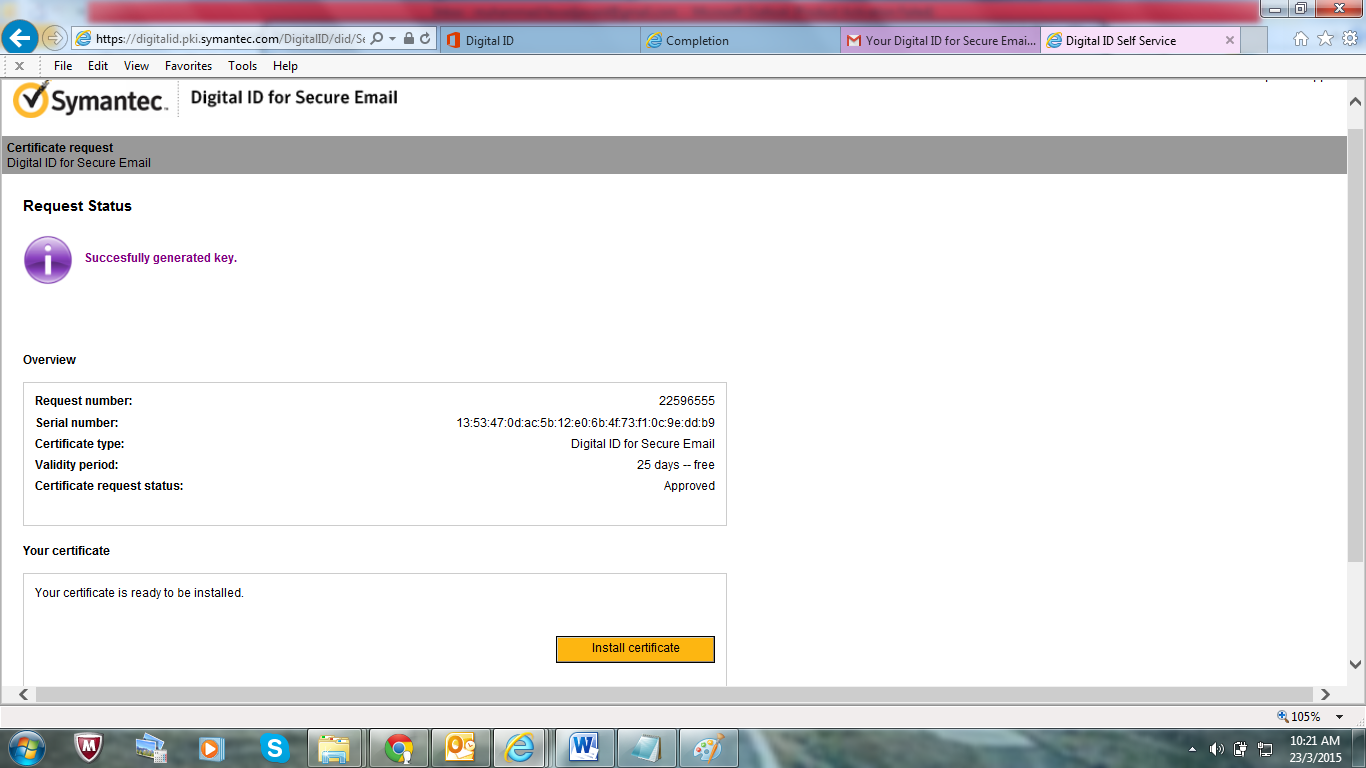 https://digitalid.pki.symantec.com/DigitalID/did/Se
Digital ID
Completion
Your Digital ID for Secure Emai...
Digital ID Self Service
File Edit View Favorites Tools Help
Symantec.
Digital ID for Secure Email
Certificate request
Digital ID for Secure Email
Request Status
Succesfully generated key.
Overview
Request number: 22596555
Serial number: 13:53:47:0d:ac:5b:12:e0:6b:4f:73:f1:0c:9e:dd:b9
Certificate type: Digital ID for Secure Email
Validity period: 25 days -- free
Certificate request status: Approved
Your certificate
Your certificate is ready to be installed.
Install certificate
105%
10:21 AM
23/3/2015